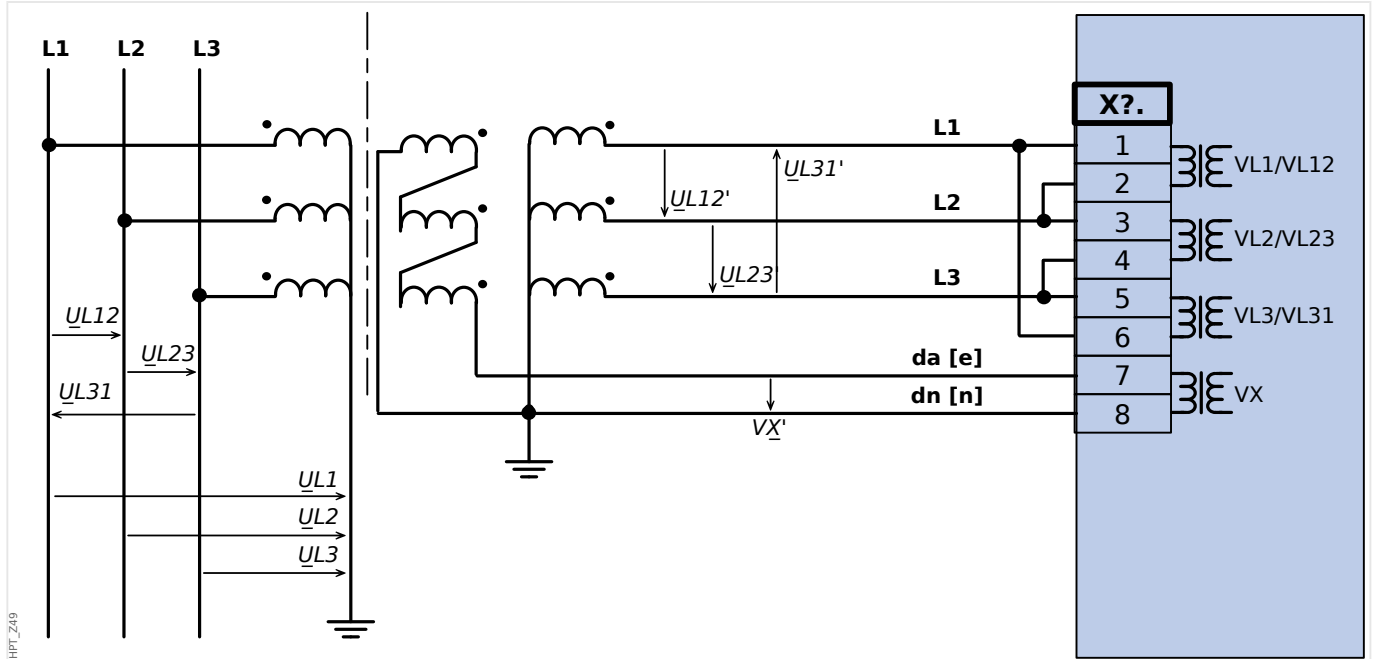 L1 L2 L3
X?.
L1
1
VL1/VL12
UL31'
2
UL12'
L2
3
VL2/VL23
4
UL23'
L3
5
VL3/VL31
UL12
6
UL23
da [e]
7
UL31
dn [n]
VX
8
VX'
UL1
UL2
UL3
HPT_Z49